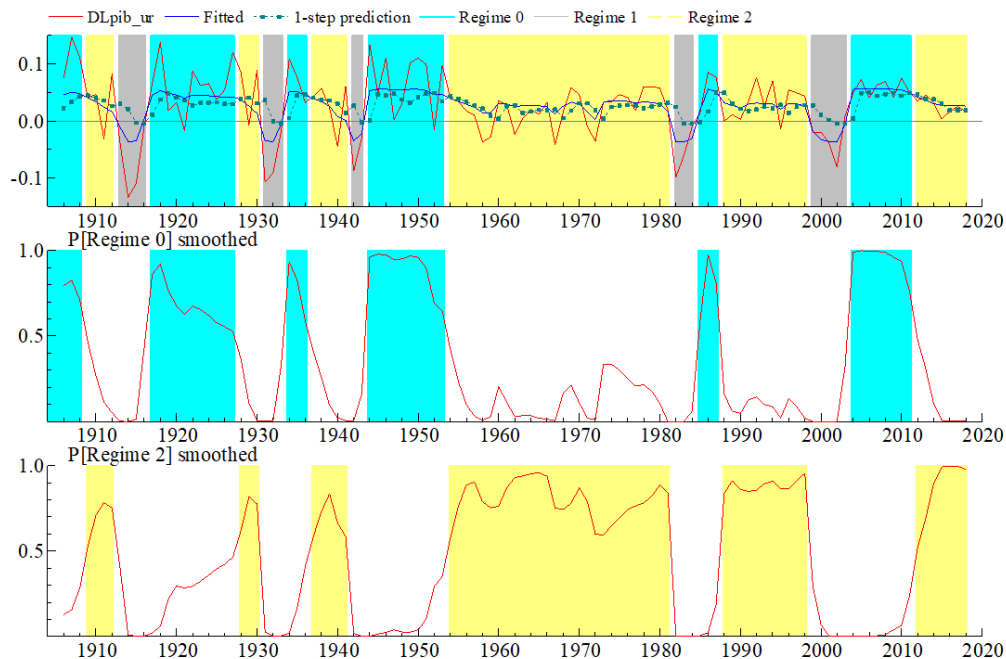 DLpib_ur Fitted 1-step prediction Regime 0 Regime 1 Regime 2
0.1
0.0
-0.1
1910 1920 1930 1940 1950 1960 1970 1980 1990 2000 2010 2020
P[Regime 0] smoothed
1.0
0.5
1910 1920 1930 1940 1950 1960 1970 1980 1990 2000 2010 2020
P[Regime 2] smoothed
1.0
0.5
1910 1920 1930 1940 1950 1960 1970 1980 1990 2000 2010 2020